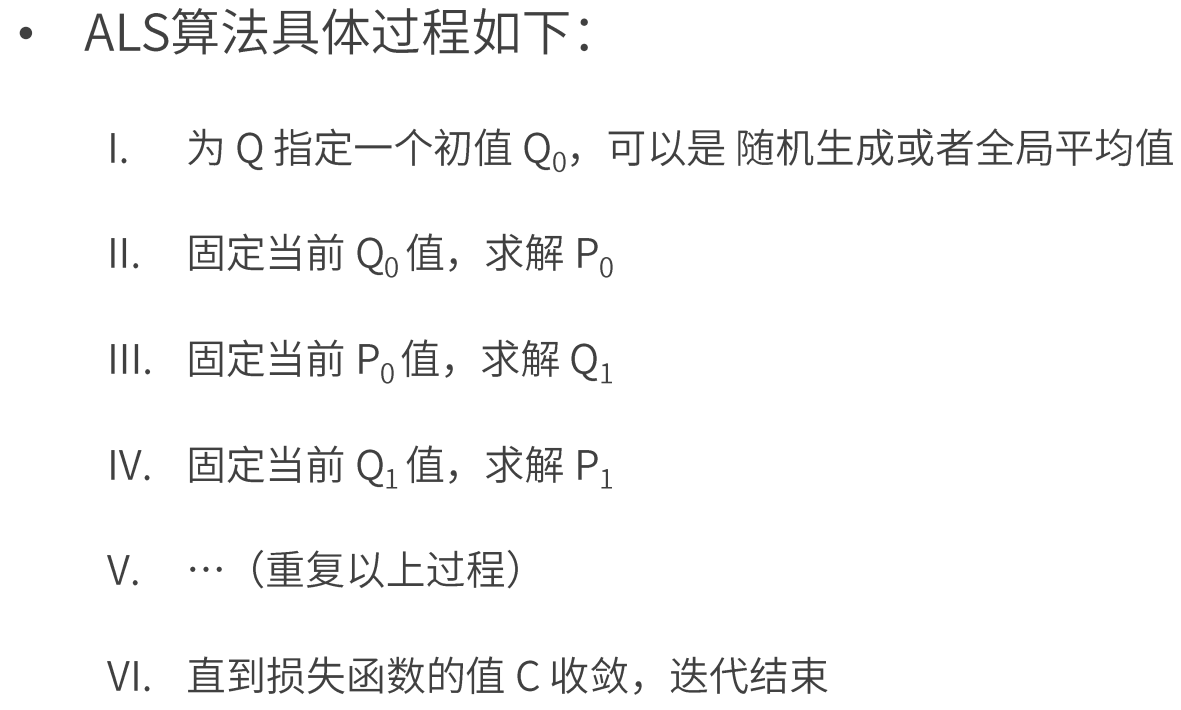 • ALS算法具体过程如下：
I. 为 Q 指定一个初值 Q₀，可以是 随机生成或者全局平均值
II. 固定当前 Q₀ 值，求解 P₀
III. 固定当前 P₀ 值，求解 Q₁
IV. 固定当前 Q₁ 值，求解 P₁
V. …（重复以上过程）
VI. 直到损失函数的值 C 收敛，迭代结束